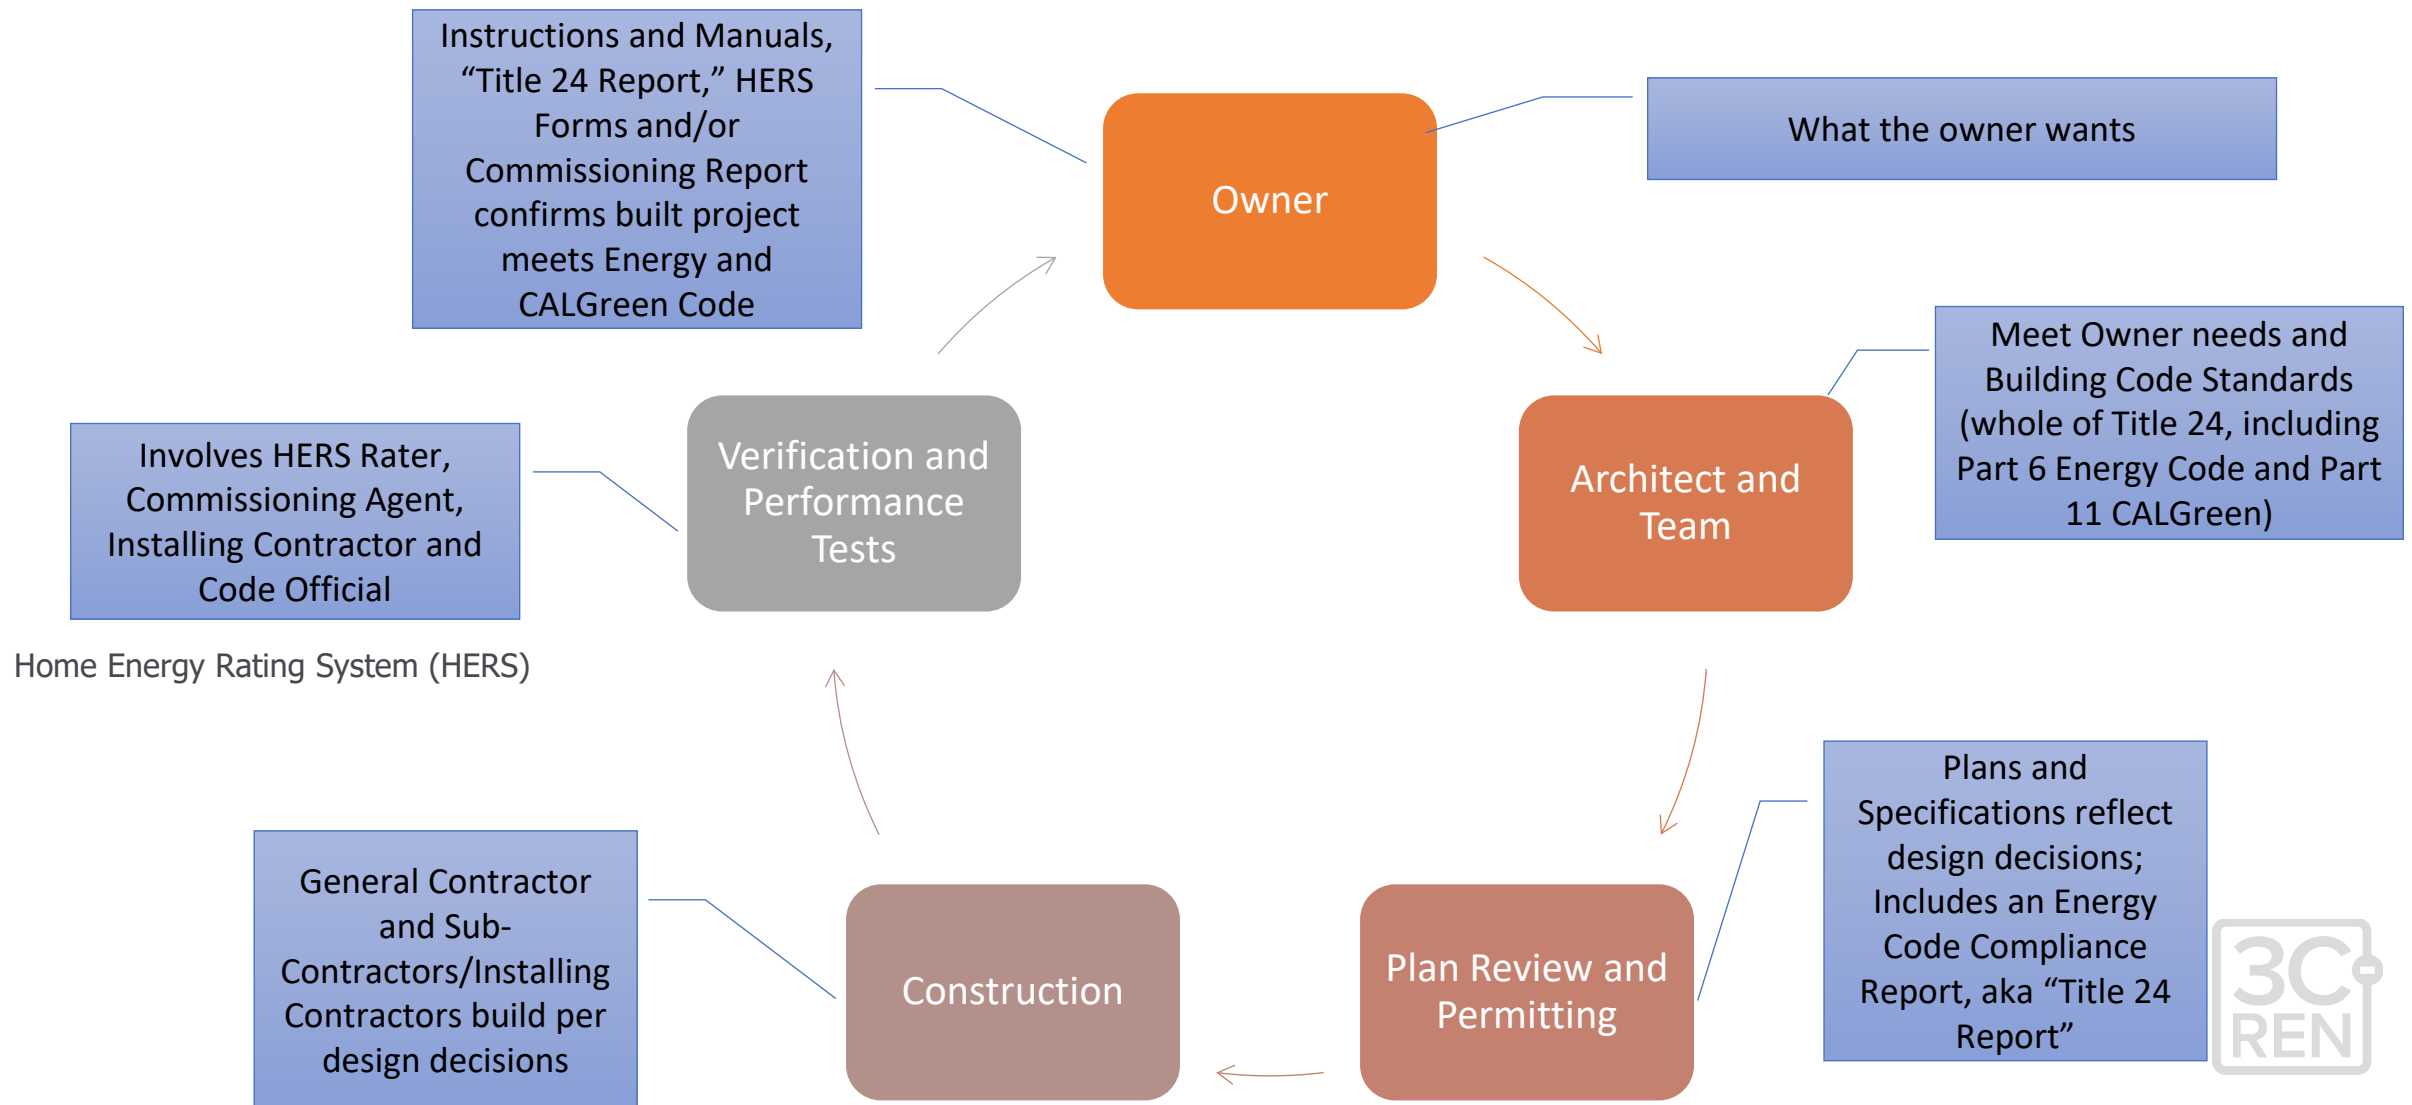 Instructions and Manuals,
“Title 24 Report,” HERS
Forms and/or
Commissioning Report
confirms built project
meets Energy and
CALGreen Code
Owner
What the owner wants
Meet Owner needs and
Building Code Standards
(whole of Title 24, including
Part 6 Energy Code and Part
11 CALGreen)
Architect and
Team
Verification and
Performance
Tests
Involves HERS Rater,
Commissioning Agent,
Installing Contractor and
Code Official
Home Energy Rating System (HERS)
Plans and
Specifications reflect
design decisions;
Includes an Energy
Code Compliance
Report, aka “Title 24
Report”
Plan Review and
Permitting
Construction
General Contractor
and Sub-
Contractors/Installing
Contractors build per
design decisions
3C
REN